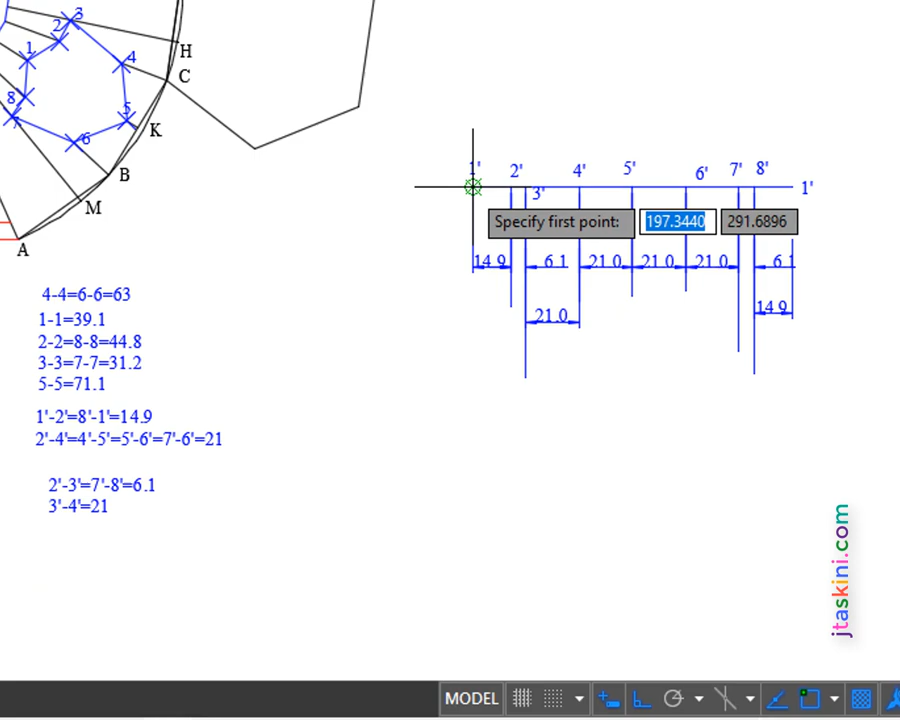 3
2
1
H
4
C
8
5
7
K
6
B
M
A
1' 2' 4' 5' 6' 7' 8'
3' 1'
Specify first point: 197.3440 291.6896
14.9 6.1 21.0 21.0 21.0 6.1
21.0 14.9
4-4=6-6=63
1-1=39.1
2-2=8-8=44.8
3-3=7-7=31.2
5-5=71.1
1'-2'=8'-1'=14.9
2'-4'=4'-5'=5'-6'=7'-6'=21
2'-3'=7'-8'=6.1
3'-4'=21
jtaskini.com
MODEL